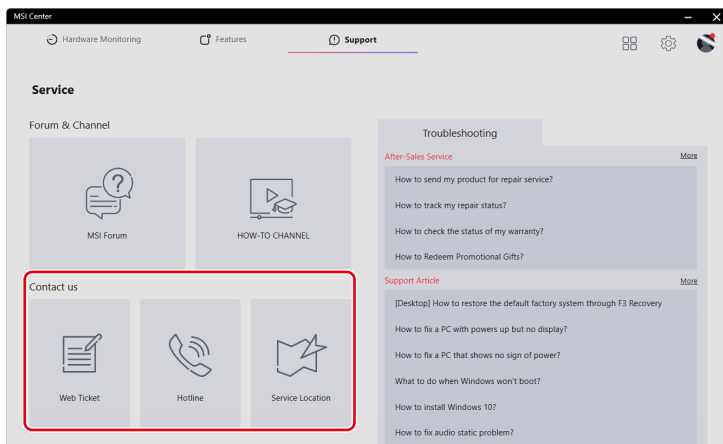 MSI Center
Hardware Monitoring
Features
Support
Service
Forum & Channel
MSI Forum
HOW-TO CHANNEL
Contact us
Web Ticket
Hotline
Service Location
Troubleshooting
After-Sales Service
More
How to send my product for repair service?
How to track my repair status?
How to check the status of my warranty?
How to Redeem Promotional Gifts?
Support Article
More
[Desktop] How to restore the default factory system through F3 Recovery
How to fix a PC with powers up but no display?
How to fix a PC that shows no sign of power?
What to do when Windows won't boot?
How to install Windows 10?
How to fix audio static problem?